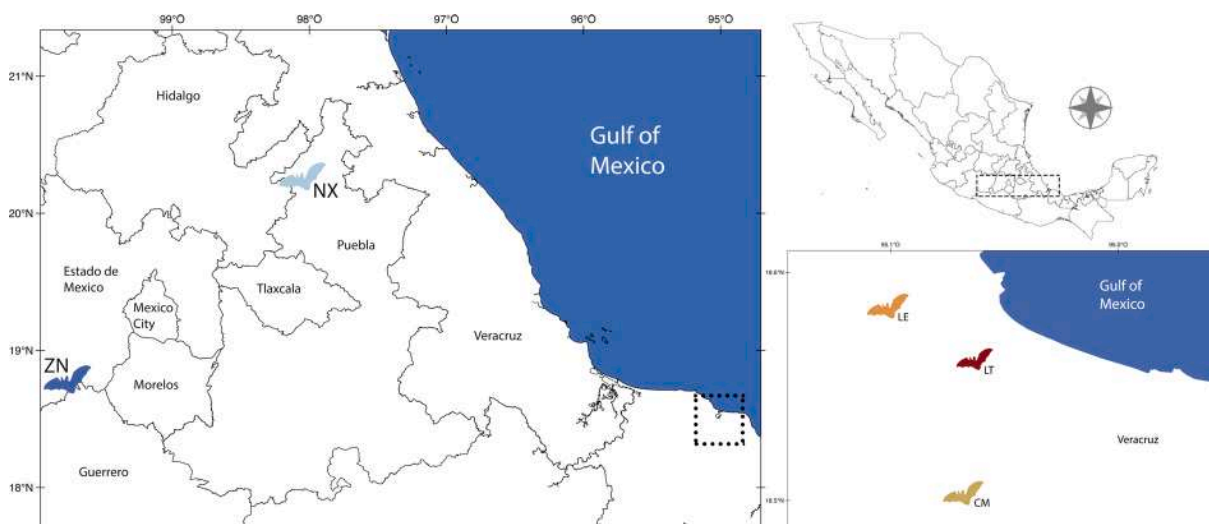 99°O
98°O
97°O
96°O
95°O
21°N
20°N
19°N
18°N
Hidalgo
NX
Puebla
Gulf of
Mexico
Estado de
Mexico
Mexico
City
Tlaxcala
Veracruz
ZN
Morelos
Guerrero
Gulf of
Mexico
LE
LT
Veracruz
CM